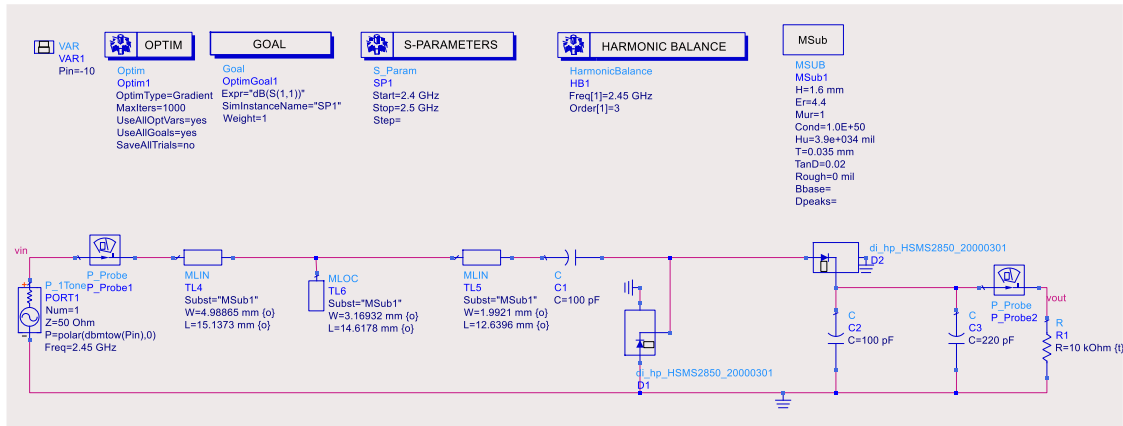 VAR
VAR1
Pin=-10
OPTIM
Optim
Optim1
OptimType=Gradient
MaxIters=1000
UseAllOptVars=yes
UseAllGoals=yes
SaveAllTrials=no
GOAL
Goal
OptimGoal1
Expr="dB(S(1,1))"
SimInstanceName="SP1"
Weight=1
S-PARAMETERS
S_Param
SP1
Start=2.4 GHz
Stop=2.5 GHz
Step=
HARMONIC BALANCE
HarmonicBalance
HB1
Freq[1]=2.45 GHz
Order[1]=3
MSub
MSUB
MSub1
H=1.6 mm
Er=4.4
Mur=1
Cond=1.0E+50
Hu=3.9e+034 mil
T=0.035 mm
TanD=0.02
Rough=0 mil
Bbase=
Dpeaks=
vin
P_Probe
P_Probe1
P_1Tone
PORT1
Num=1
Z=50 Ohm
P=polar(dbmtow(Pin),0)
Freq=2.45 GHz
MLIN
TL4
Subst="MSub1"
W=4.98865 mm {o}
L=15.1373 mm {o}
MLOC
TL6
Subst="MSub1"
W=3.16932 mm {o}
L=14.6178 mm {o}
MLIN
TL5
Subst="MSub1"
W=1.9921 mm {o}
L=12.6396 mm {o}
C
C1
C=100 pF
di_hp_HSMS2850_20000301
D1
di_hp_HSMS2850_20000301
D2
C
C2
C=100 pF
C
C3
C=220 pF
P_Probe
P_Probe2
vout
R
R1
R=10 kOhm {t}